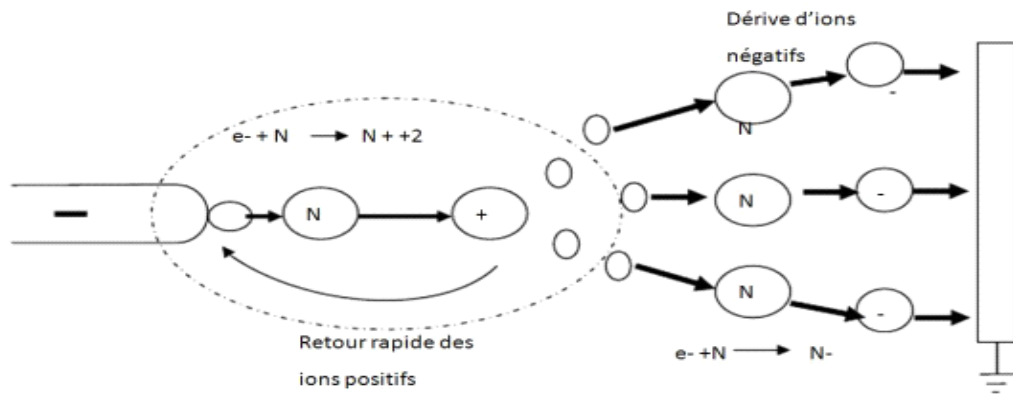 Dérive d'ions
négatifs
N
-
e- + N → N + +2
-
N
+
N
-
N
-
Retour rapide des
ions positifs
e- +N → N-